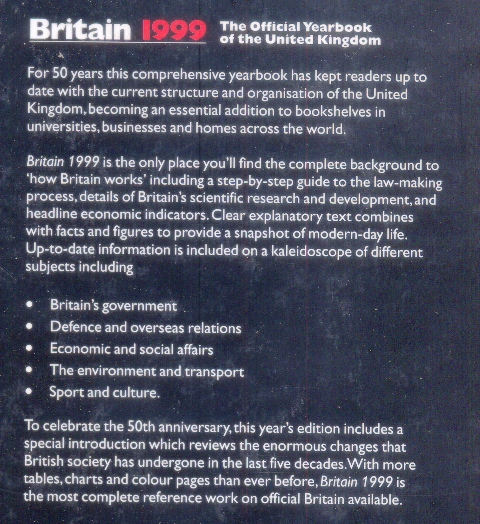 Britain 1999 The Official Yearbook
of the United Kingdom
For 50 years this comprehensive yearbook has kept readers up to
date with the current structure and organisation of the United
Kingdom, becoming an essential addition to bookshelves in
universities, businesses and homes across the world.
Britain 1999 is the only place you'll find the complete background to
'how Britain works' including a step-by-step guide to the law-making
process, details of Britain's scientific research and development, and
headline economic indicators. Clear explanatory text combines
with facts and figures to provide a snapshot of modern-day life.
Up-to-date information is included on a kaleidoscope of different
subjects including
• Britain's government
• Defence and overseas relations
• Economic and social affairs
• The environment and transport
• Sport and culture.
To celebrate the 50th anniversary, this year's edition includes a
special introduction which reviews the enormous changes that
British society has undergone in the last five decades. With more
tables, charts and colour pages than ever before, Britain 1999 is
the most complete reference work on official Britain available.